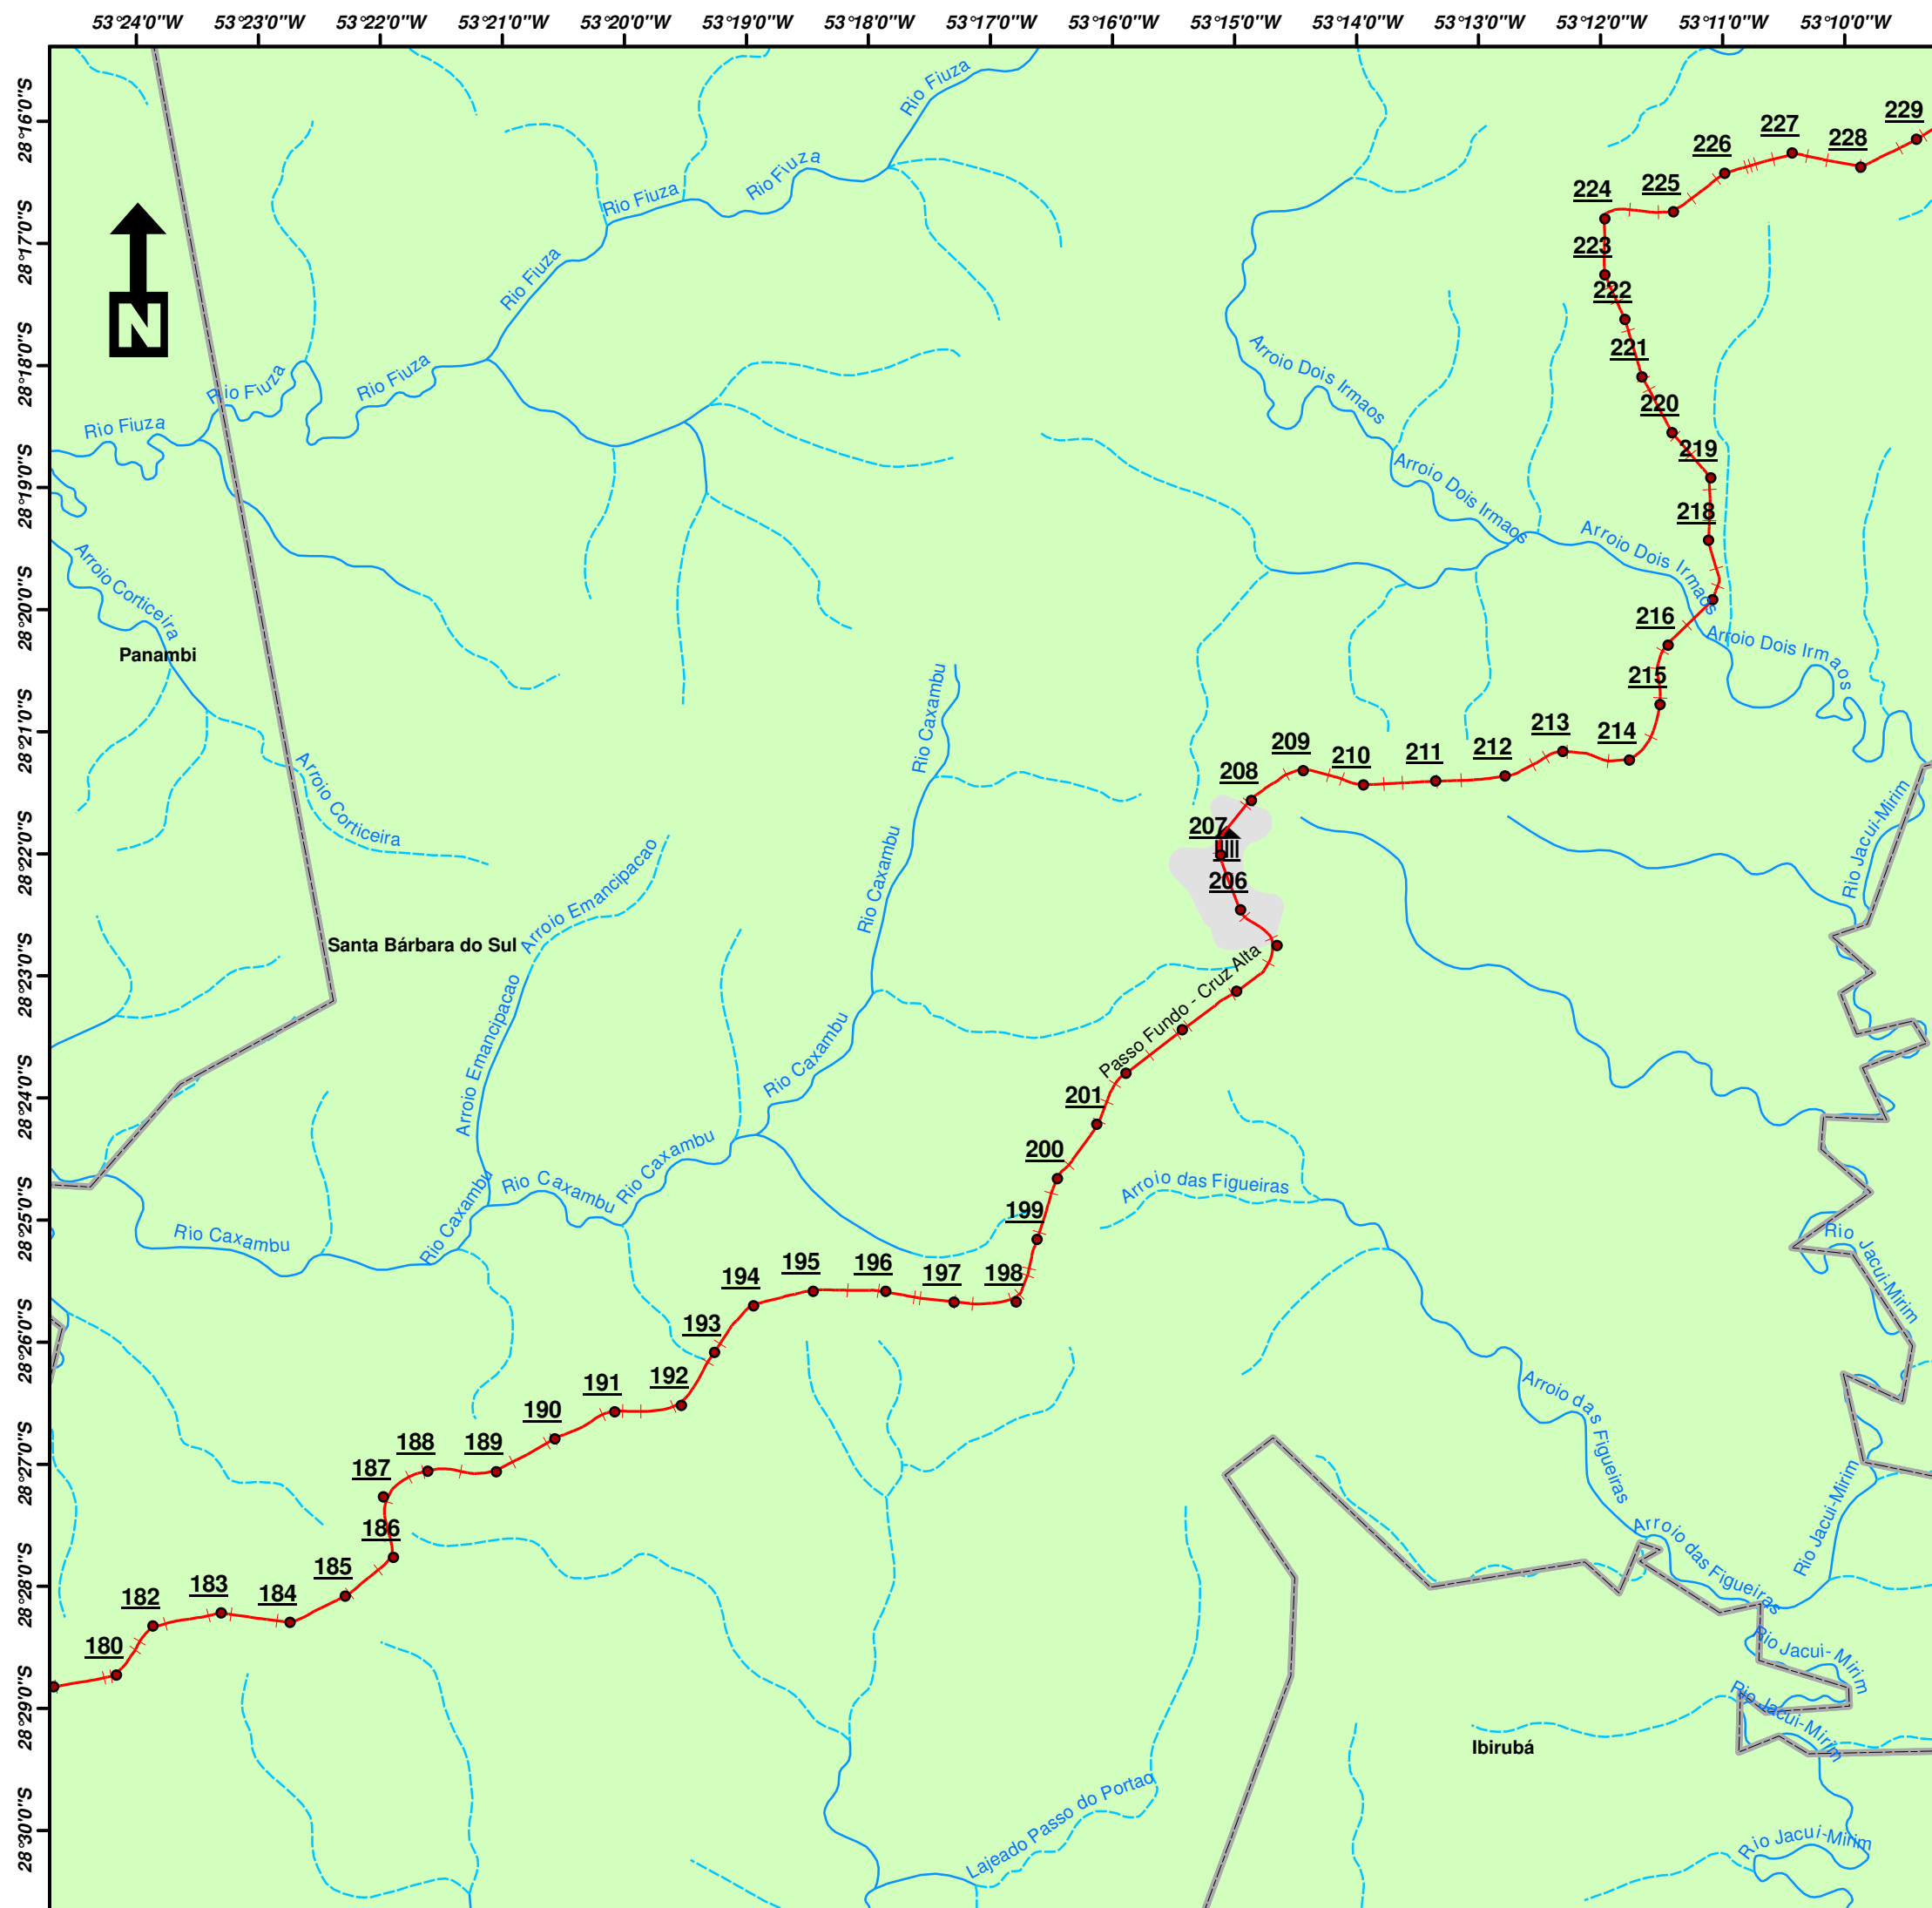 53°24'0"W 53°23'0"W 53°22'0"W 53°21'0"W 53°20'0"W 53°19'0"W 53°18'0"W 53°17'0"W 53°16'0"W 53°15'0"W 53°14'0"W 53°13'0"W 53°12'0"W 53°11'0"W 53°10'0"W
28°16'0"S
28°17'0"S
28°18'0"S
28°19'0"S
28°20'0"S
28°21'0"S
28°22'0"S
28°23'0"S
28°24'0"S
28°25'0"S
28°26'0"S
28°27'0"S
28°28'0"S
28°29'0"S
28°30'0"S
N
Rio Fiuza
Rio Fiuza
Rio Fiuza
Rio Fiuza
Rio Fiuza
Rio Fiuza
Rio Fiuza
229
228
227
226
225
224
223
222
221
220
219
218
216
215
214
213
212
211
210
209
208
207
206
Arroio Dois Irmaos
Arroio Dois Irmaos
Arroio Dois Irmaos
Arroio Dois Irmaos
Arroio Corticeira
Panambi
Arroio Corticeira
Rio Caxambu
Rio Caxambu
Arroio Emancipacao
Santa Bárbara do Sul
Arroio Emancipacao
Rio Caxambu
Rio Jacui-Mirim
Passo Fundo - Cruz Alta
201
200
199
198
197
196
195
194
193
192
191
190
189
188
187
186
185
184
183
182
180
Rio Caxambu
Rio Caxambu
Rio Caxambu
Rio Caxambu
Arroio das Figueiras
Rio Jacui-Mirim
Arroio das Figueiras
Rio Jacui-Mirim
Arroio das Figueiras
Rio Jacui-Mirim
Rio Jacui-Mirim
Ibirubá
Lajeado Passo do Portao
Rio Jacui-Mirim